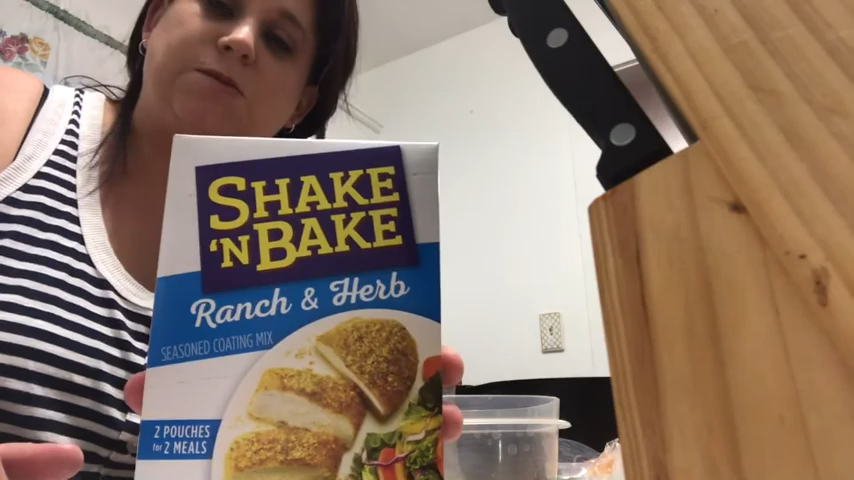 SHAKE
'N BAKE
Ranch & Herb
SEASONED COATING MIX
2 POUCHES
for 2 MEALS